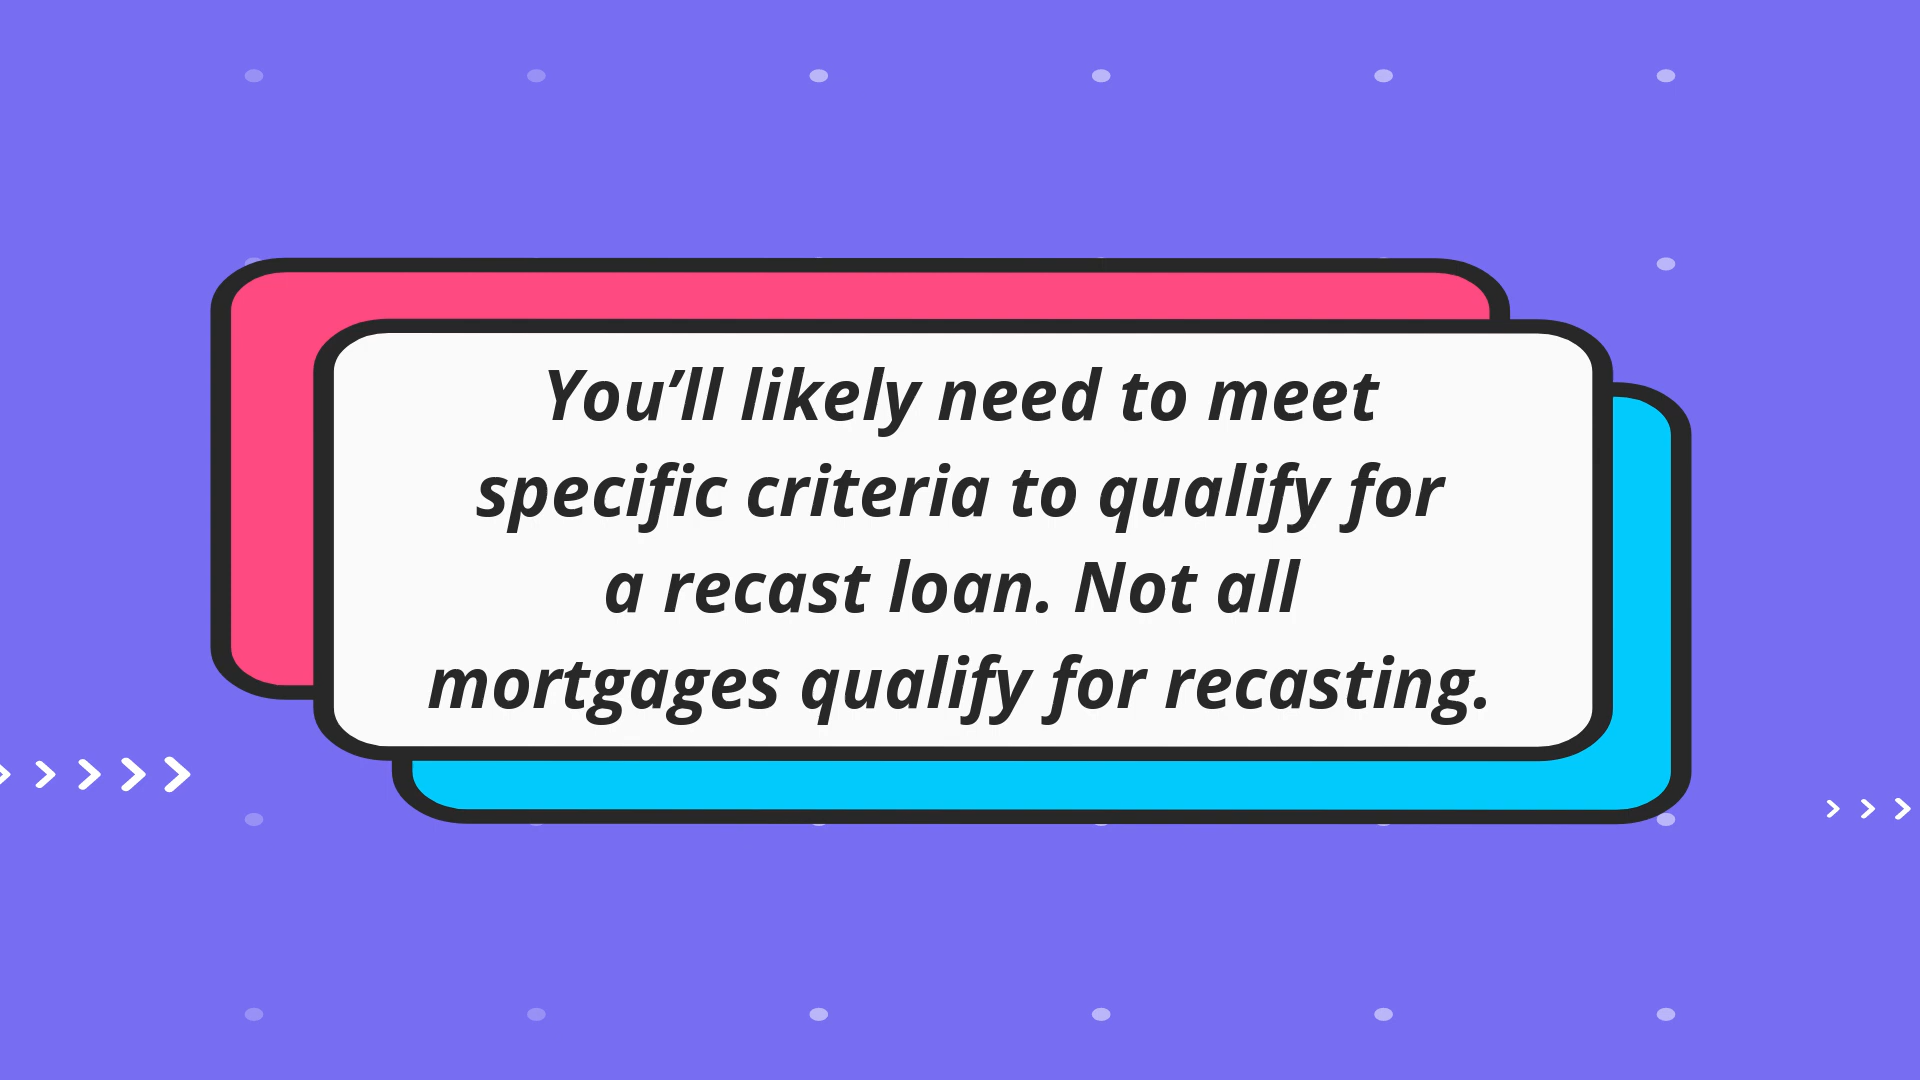 You’ll likely need to meet
specific criteria to qualify for
a recast loan. Not all
mortgages qualify for recasting.